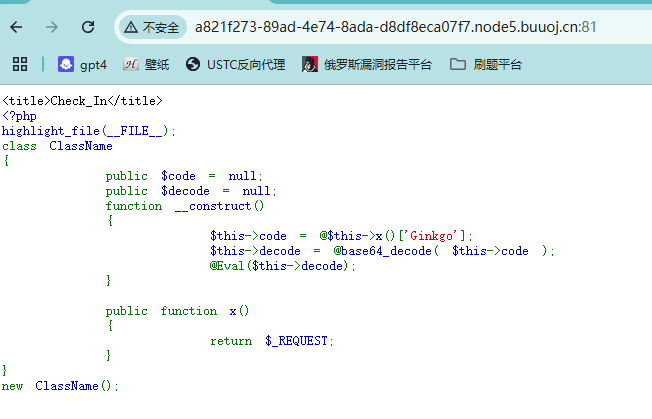 不安全 a821f273-89ad-4e74-8ada-d8df8eca07f7.node5.buuoj.cn:81
gpt4 壁纸 USTC反向代理 俄罗斯漏洞报告平台 刷题平台
<title>Check_In</title>
<?php
highlight_file(__FILE__);
class ClassName
{
public $code = null;
public $decode = null;
function __construct()
{
$this->code = @$this->x()['Ginkgo'];
$this->decode = @base64_decode( $this->code );
@Eval($this->decode);
}
public function x()
{
return $_REQUEST;
}
}
new ClassName();